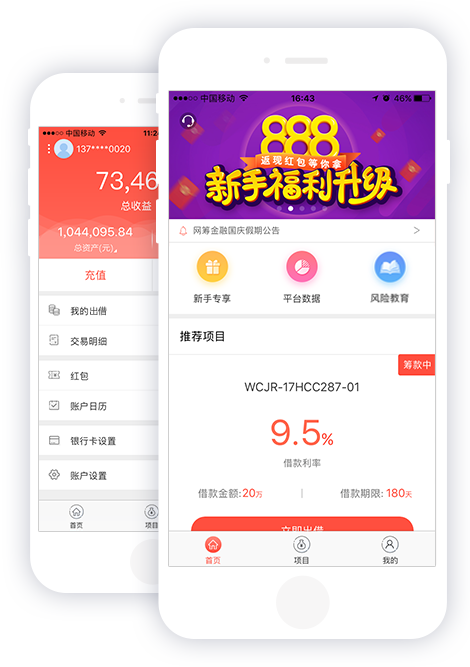 中国移动
11:2
137****0020
73,46
总收益
1,044,095.84
总资产(元)
充值
我的出借
交易明细
红包
账户日历
银行卡设置
账户设置
首页
项目
中国移动
16:43
46%
888
返现红包等你拿
新手福利升级
网筹金融国庆假期公告
新手专享
平台数据
风险教育
推荐项目
筹款中
WCJR-17HCC287-01
9.5%
借款利率
借款金额:20万
借款期限: 180天
立即出借
首页
项目
我的